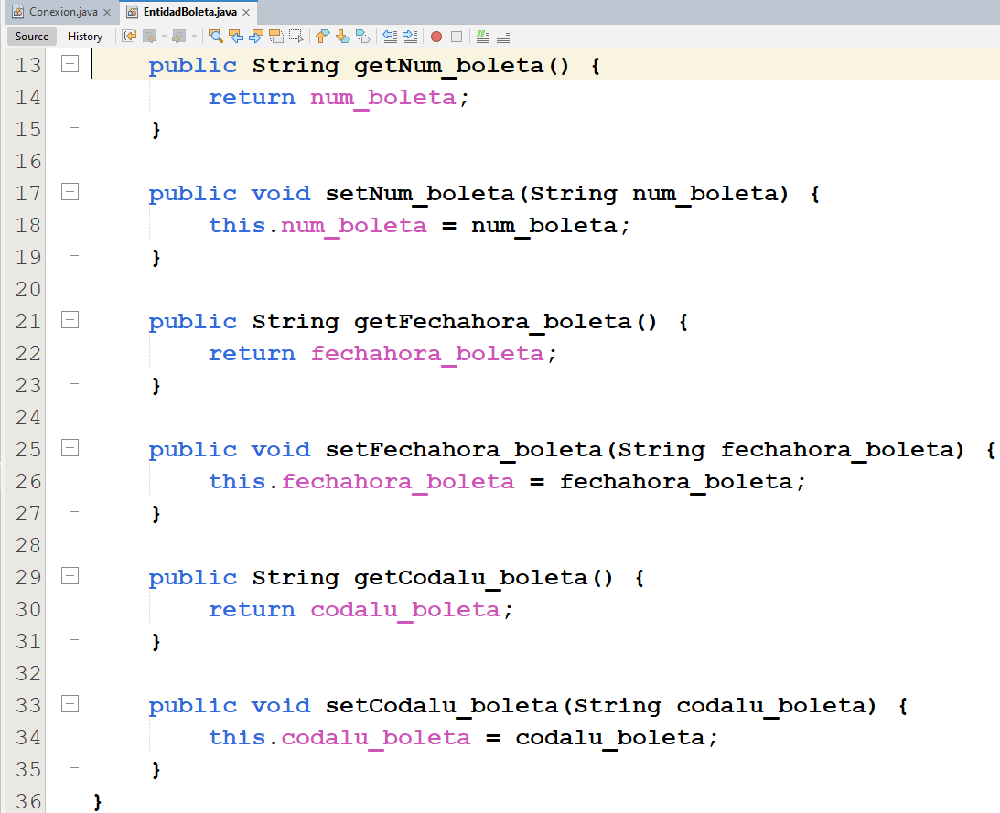 Conexion.java EntidadBoleta.java
Source History
13 public String getNum_boleta() {
14 return num_boleta;
15 }
16
17 public void setNum_boleta(String num_boleta) {
18 this.num_boleta = num_boleta;
19 }
20
21 public String getFechahora_boleta() {
22 return fechahora_boleta;
23 }
24
25 public void setFechahora_boleta(String fechahora_boleta) {
26 this.fechahora_boleta = fechahora_boleta;
27 }
28
29 public String getCodalu_boleta() {
30 return codalu_boleta;
31 }
32
33 public void setCodalu_boleta(String codalu_boleta) {
34 this.codalu_boleta = codalu_boleta;
35 }
36 }